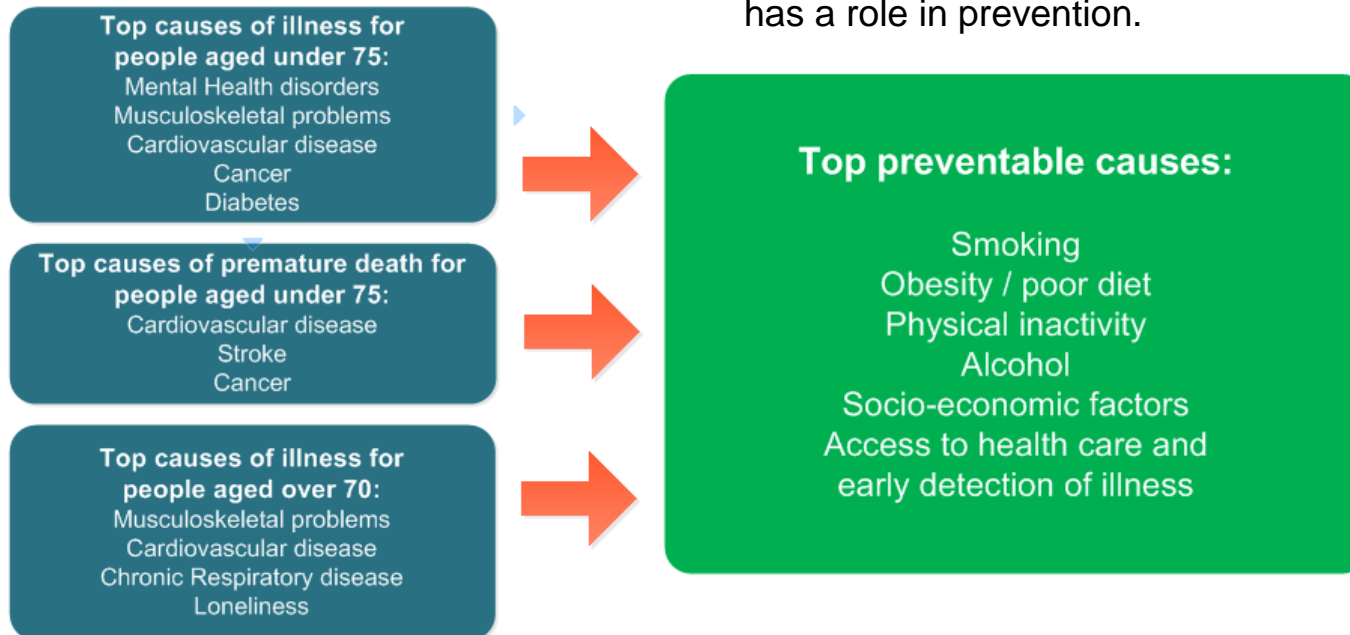 has a role in prevention.
Top causes of illness for
people aged under 75:
Mental Health disorders
Musculoskeletal problems
Cardiovascular disease
Cancer
Diabetes
Top causes of premature death for
people aged under 75:
Cardiovascular disease
Stroke
Cancer
Top causes of illness for
people aged over 70:
Musculoskeletal problems
Cardiovascular disease
Chronic Respiratory disease
Loneliness
Top preventable causes:
Smoking
Obesity / poor diet
Physical inactivity
Alcohol
Socio-economic factors
Access to health care and
early detection of illness